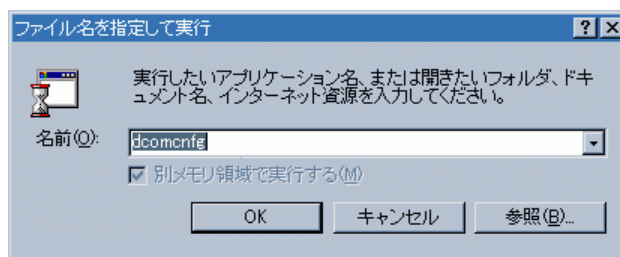 ファイル名を指定して実行
実行したいアプリケーション名、または開きたいフォルダ、ドキ
ュメント名、インターネット資源を入力してください。
名前(O):
dcomcnfg
別メモリ領域で実行する(M)
OK キャンセル 参照(B)...